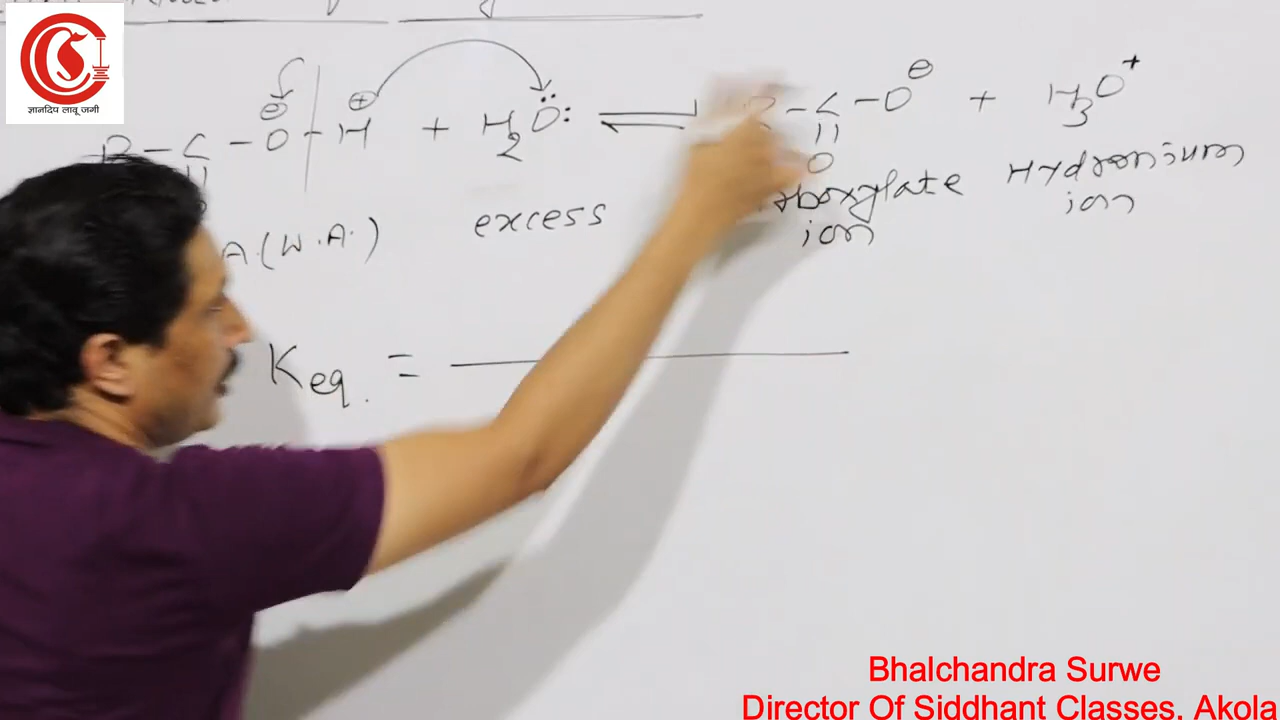 ज्ञानदिप लावू जगी
R - C - O - H + H2O: ⇌ R - C - O⊖ + H3O+
|| ||
O
A. (W.A.) excess carboxylate ion Hydronium ion
Keq. =
Bhalchandra Surwe
Director Of Siddhant Classes, Akola